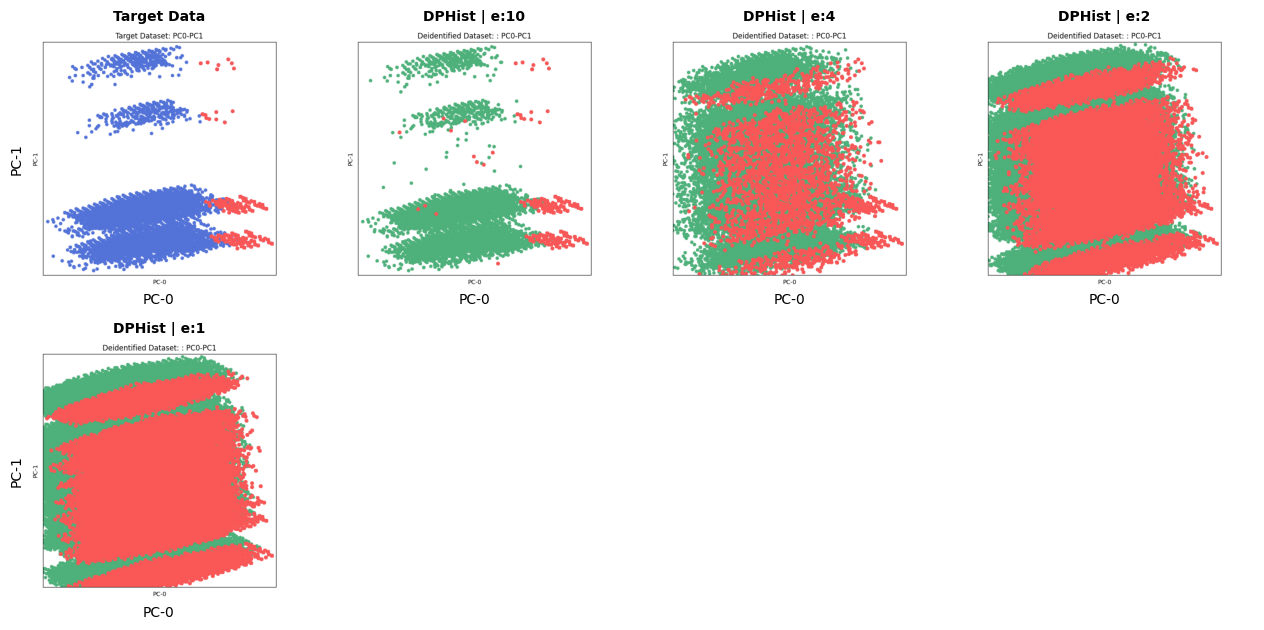 Target Data
Target Dataset: PC0-PC1
PC-1
PC-1
PC-0
PC-0
DPHist | e:10
Deidentified Dataset: : PC0-PC1
PC-1
PC-0
PC-0
DPHist | e:4
Deidentified Dataset: : PC0-PC1
PC-1
PC-0
PC-0
DPHist | e:2
Deidentified Dataset: : PC0-PC1
PC-1
PC-0
PC-0
DPHist | e:1
Deidentified Dataset: : PC0-PC1
PC-1
PC-1
PC-0
PC-0